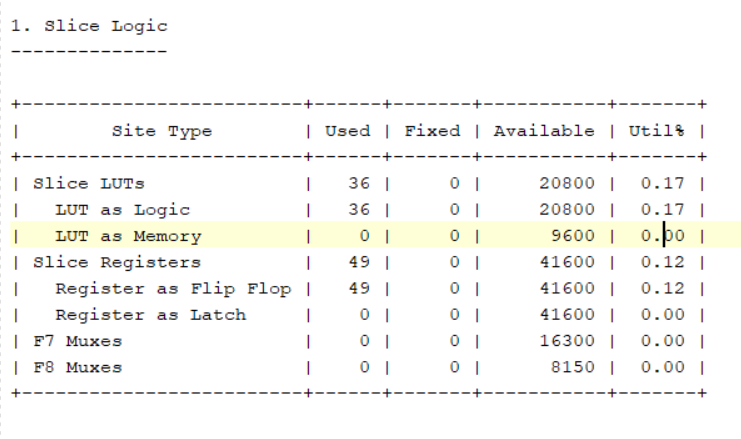 1. Slice Logic
--------------
+-------------------------+------+-------+-----------+-------+
|        Site Type        | Used | Fixed | Available | Util% |
+-------------------------+------+-------+-----------+-------+
| Slice LUTs              |   36 |     0 |     20800 |  0.17 |
|   LUT as Logic          |   36 |     0 |     20800 |  0.17 |
|   LUT as Memory         |    0 |     0 |      9600 |  0.00 |
| Slice Registers         |   49 |     0 |     41600 |  0.12 |
|   Register as Flip Flop |   49 |     0 |     41600 |  0.12 |
|   Register as Latch     |    0 |     0 |     41600 |  0.00 |
| F7 Muxes                |    0 |     0 |     16300 |  0.00 |
| F8 Muxes                |    0 |     0 |      8150 |  0.00 |
+-------------------------+------+-------+-----------+-------+